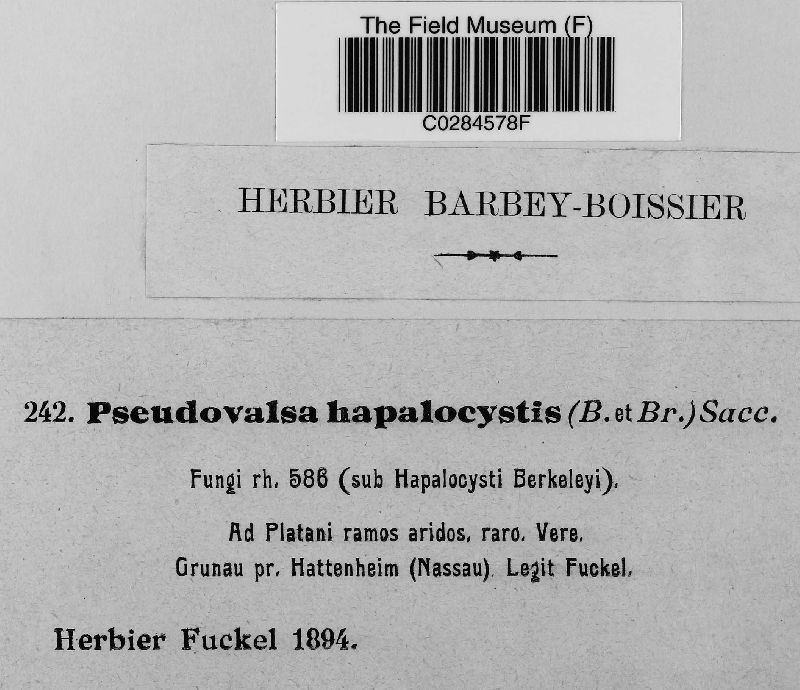 The Field Museum (F)
C0284578F
HERBIER BARBEY-BOISSIER
242. Pseudovalsa hapalocystis (B. et Br.) Sacc.
Fungi rh. 586 (sub Hapalocysti Berkeleyi).
Ad Platani ramos aridos, raro. Vere.
Grunau pr. Hattenheim (Nassau). Legit Fuckel.
Herbier Fuckel 1894.